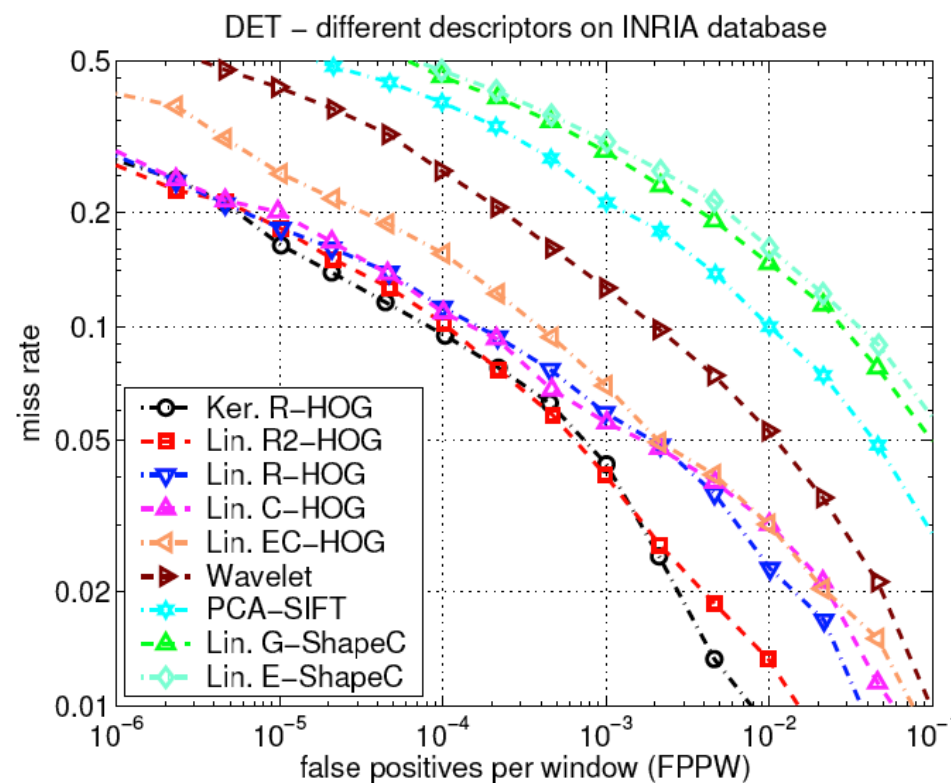 DET − different descriptors on INRIA database
0.5
0.2
0.1
0.05
0.02
0.01
miss rate
Ker. R−HOG
Lin. R2−HOG
Lin. R−HOG
Lin. C−HOG
Lin. EC−HOG
Wavelet
PCA−SIFT
Lin. G−ShapeC
Lin. E−ShapeC
10⁻⁶ 10⁻⁵ 10⁻⁴ 10⁻³ 10⁻² 10⁻
false positives per window (FPPW)